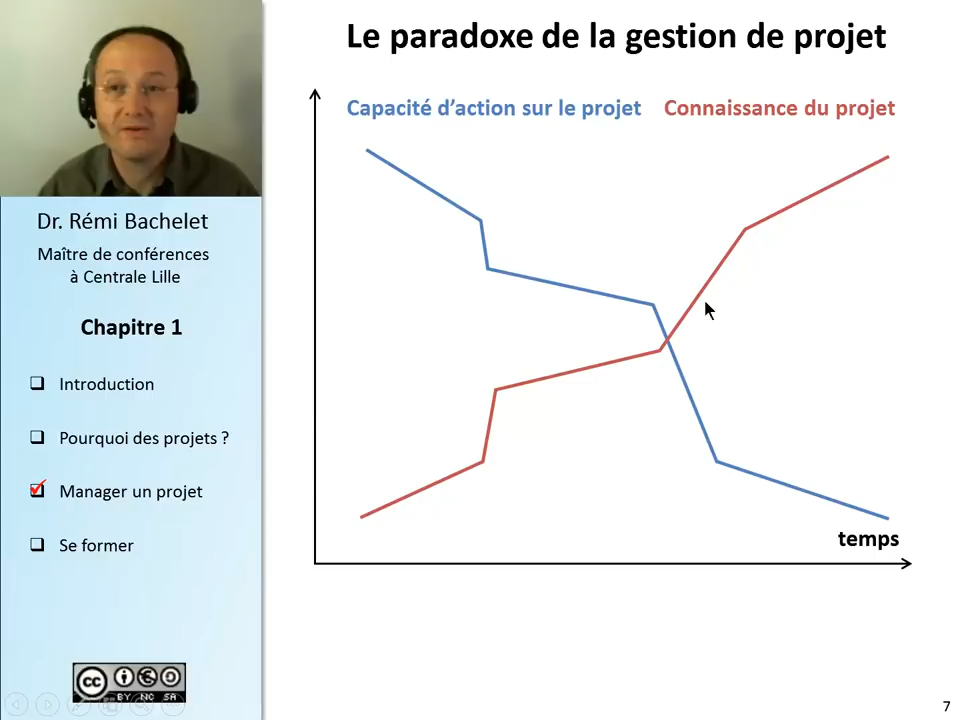 Le paradoxe de la gestion de projet
Capacité d'action sur le projet
Connaissance du projet
temps
Dr. Rémi Bachelet
Maître de conférences
à Centrale Lille
Chapitre 1
Introduction
Pourquoi des projets ?
Manager un projet
Se former
cc
BY NC SA
7